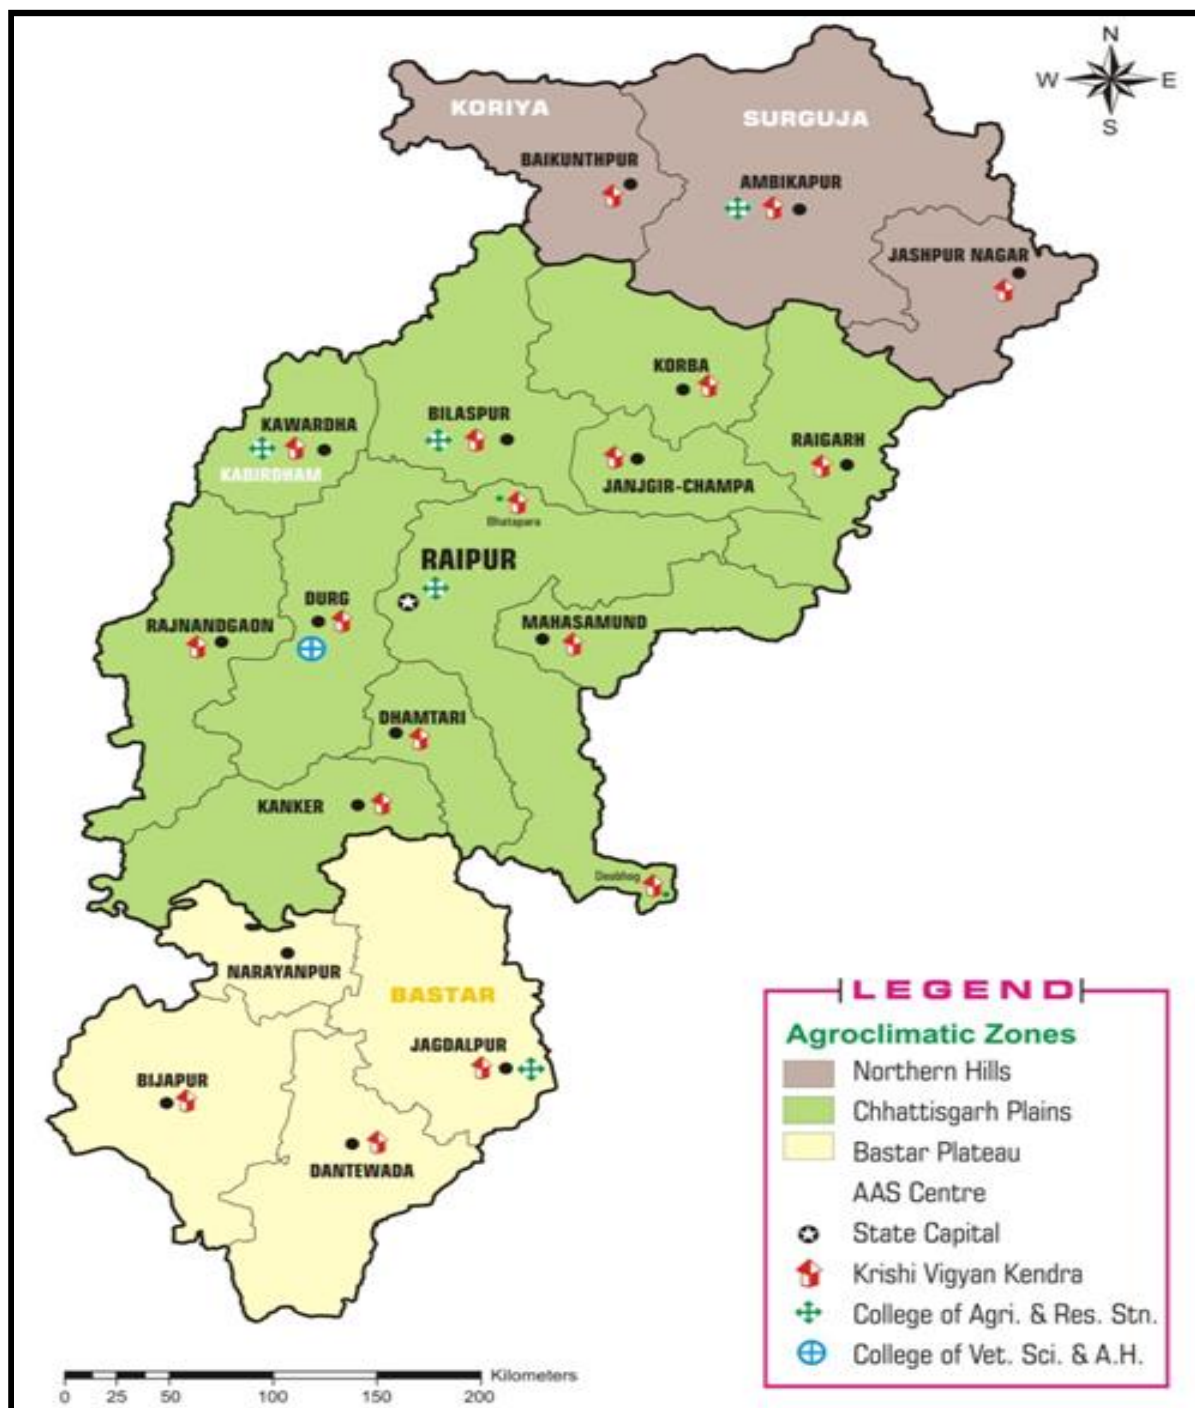 N
W E
S
KORIYA
SURGUJA
BAIKUNTHPUR
AMBIKAPUR
JASHPUR NAGAR
KORBA
BILASPUR
KAWARDHA
KABIRDHAM
RAIGARH
JANJGIR-CHAMPA
Bhatapara
RAIPUR
DURG
RAJNANDGAON
MAHASAMUND
DHAMTARI
KANKER
Deobhog
NARAYANPUR
BASTAR
JAGDALPUR
BIJAPUR
DANTEWADA
LEGEND
Agroclimatic Zones
Northern Hills
Chhattisgarh Plains
Bastar Plateau
AAS Centre
State Capital
Krishi Vigyan Kendra
College of Agri. & Res. Stn.
College of Vet. Sci. & A.H.
Kilometers
0 25 50 100 150 200